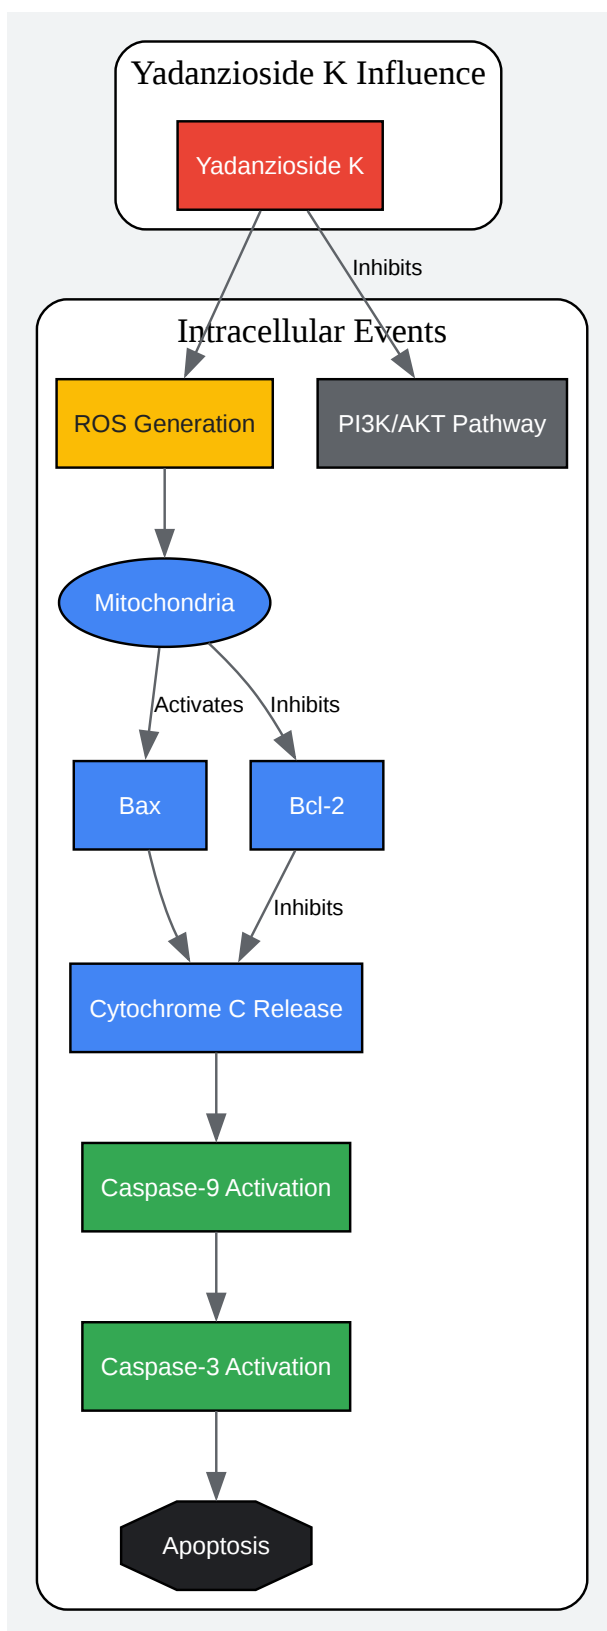 Yadanzioside K Influence
Yadanzioside K
Inhibits
Intracellular Events
ROS Generation
PI3K/AKT Pathway
Mitochondria
Activates
Inhibits
Bax
Bcl-2
Inhibits
Cytochrome C Release
Caspase-9 Activation
Caspase-3 Activation
Apoptosis